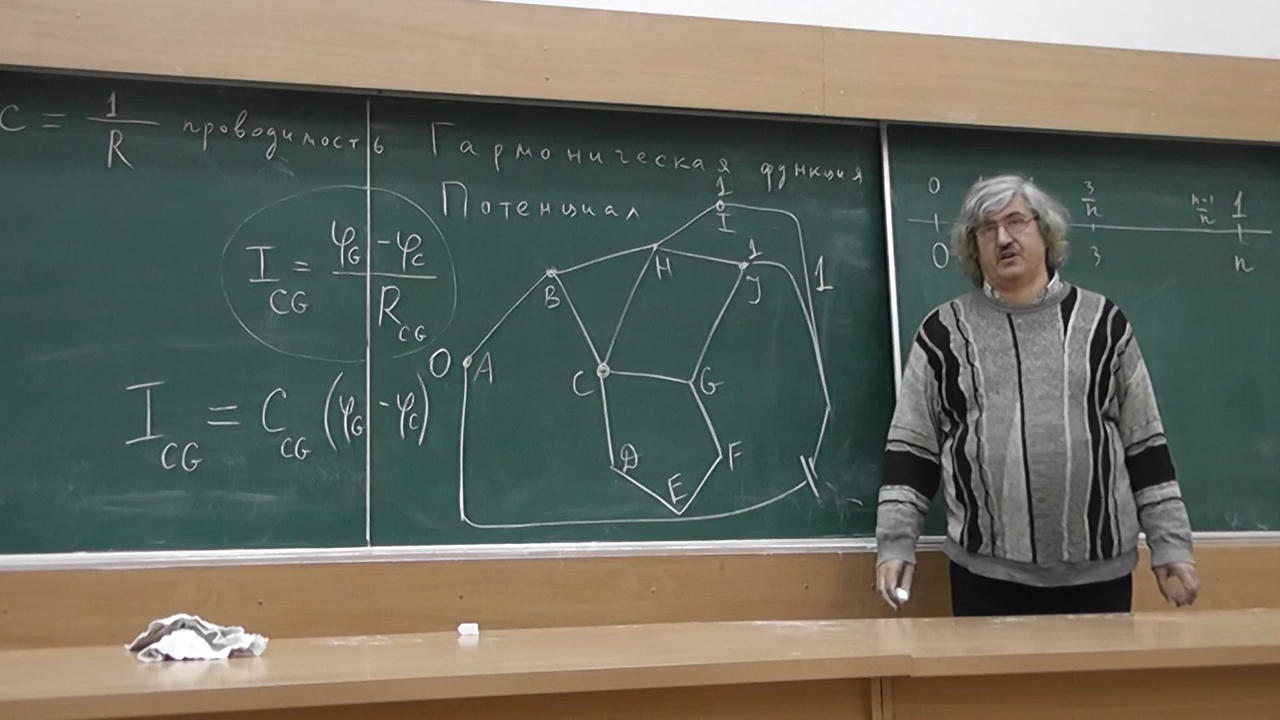 C = 1/R проводимость
I_CG = (φ_G - φ_C)/R_CG
I_CG = C_CG (φ_G - φ_C)
Гармоническая функция
Потенциал
1
I
H
1
J
1
B
0 A
C
G
D
F
E
0 3/n (n-1)/n 1
0 3 n